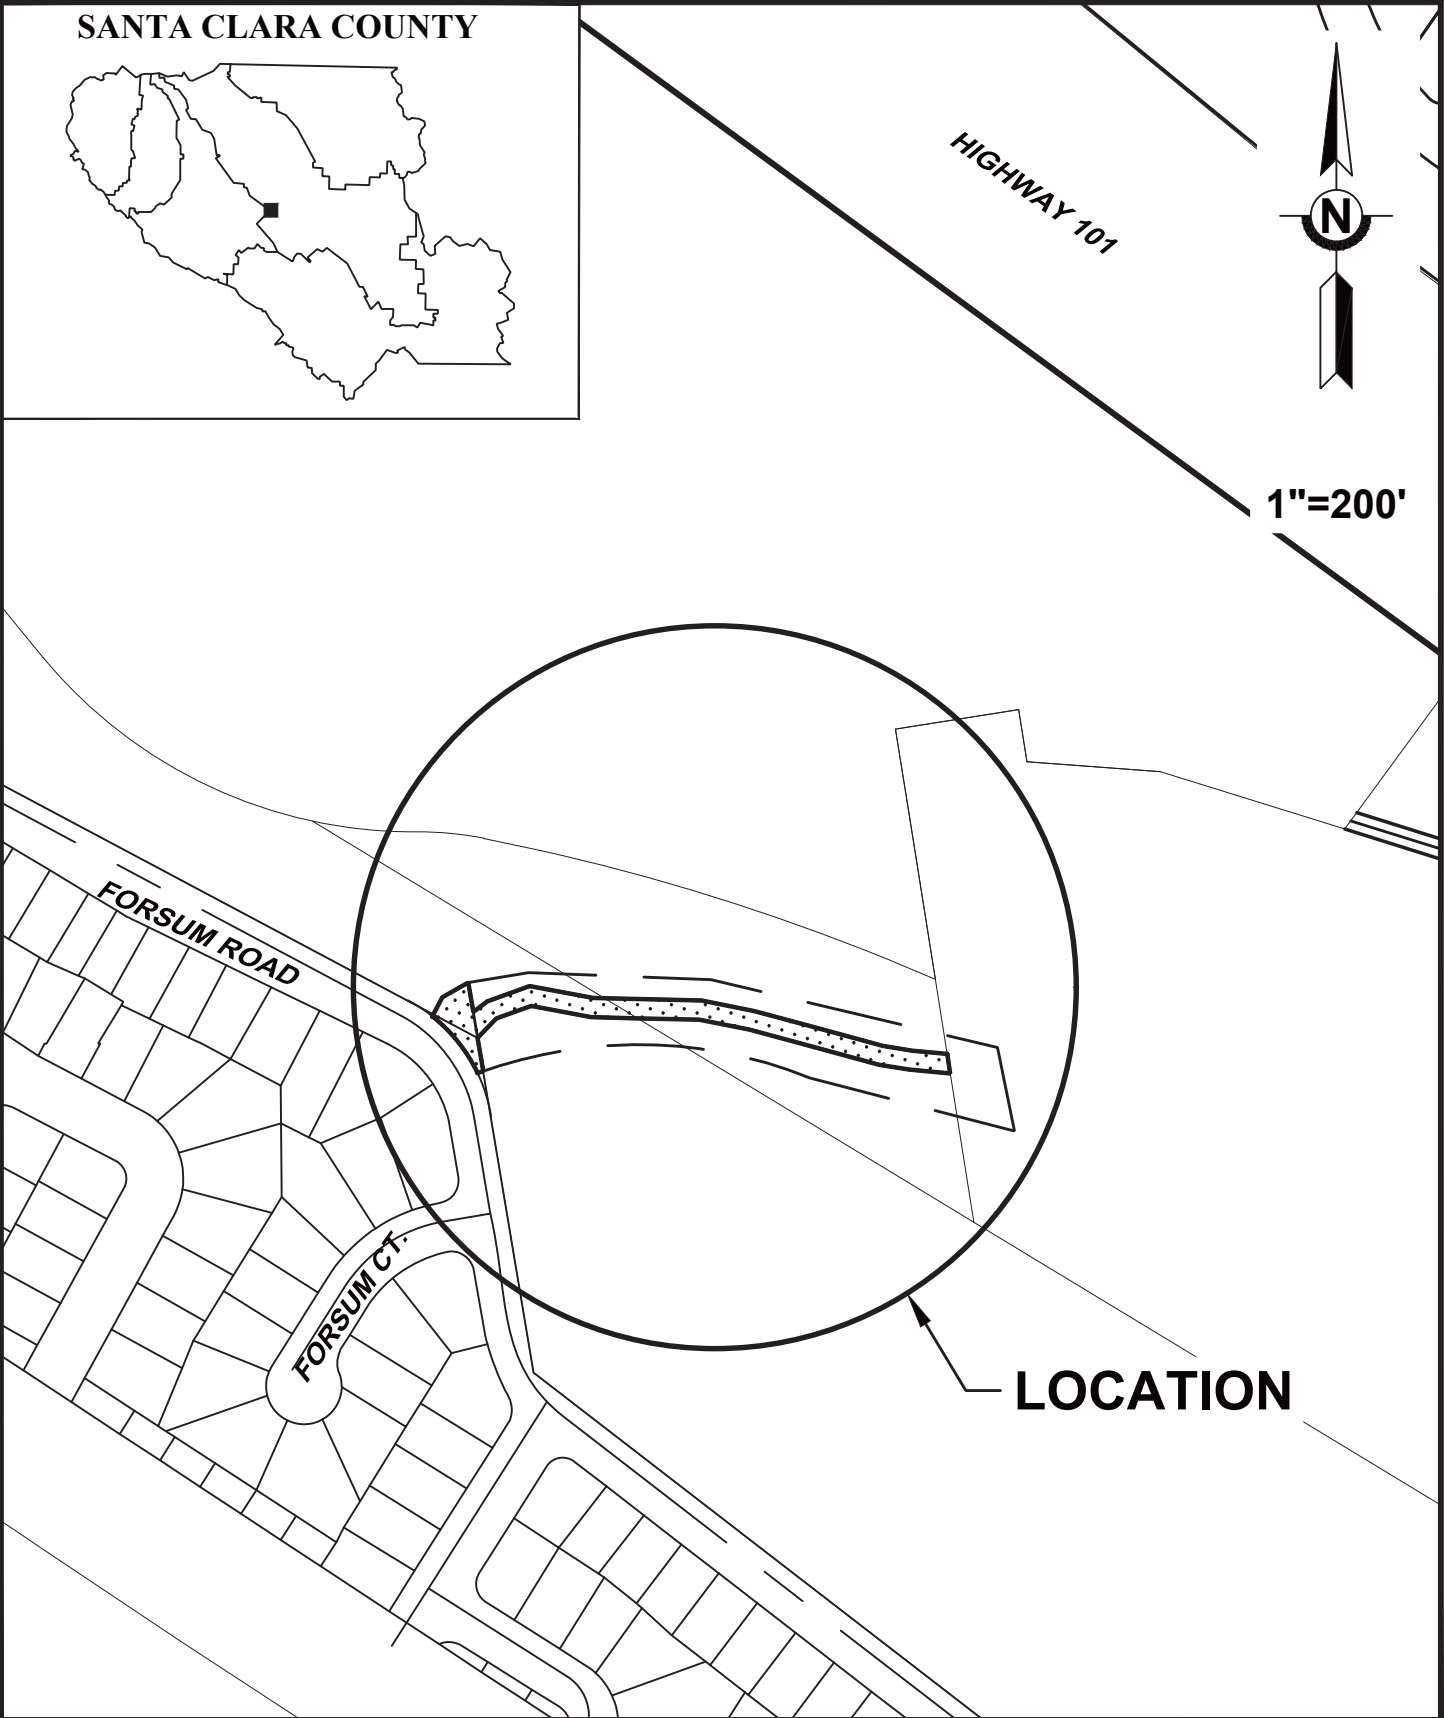 SANTA CLARA COUNTY
HIGHWAY 101
N
1"=200'
FORSUM ROAD
FORSUM CT.
LOCATION